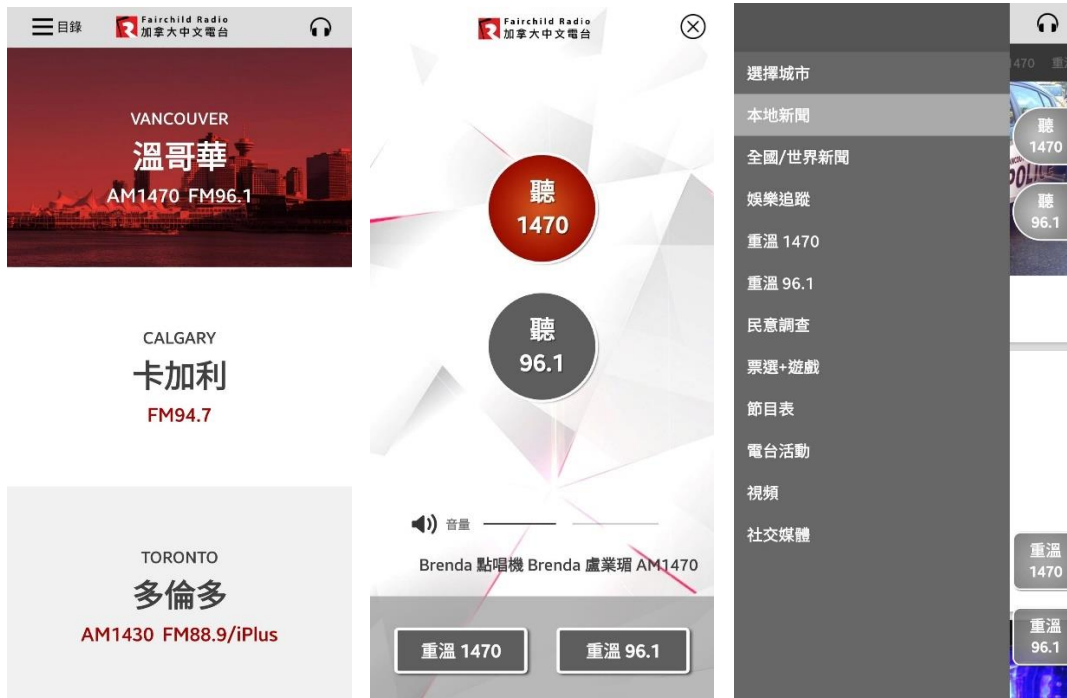 目錄
Fairchild Radio
加拿大中文電台
VANCOUVER
溫哥華
AM1470 FM96.1
CALGARY
卡加利
FM94.7
TORONTO
多倫多
AM1430 FM88.9/iPlus
Fairchild Radio
加拿大中文電台
聽
1470
聽
96.1
音量
Brenda 點唱機 Brenda 盧業瑂 AM1470
重溫 1470
重溫 96.1
選擇城市
本地新聞
全國/世界新聞
娛樂追蹤
重溫 1470
重溫 96.1
民意調查
票選+遊戲
節目表
電台活動
視頻
社交媒體
1470 重溫
聽
1470
POLICE
聽
96.1
重溫
1470
重溫
96.1